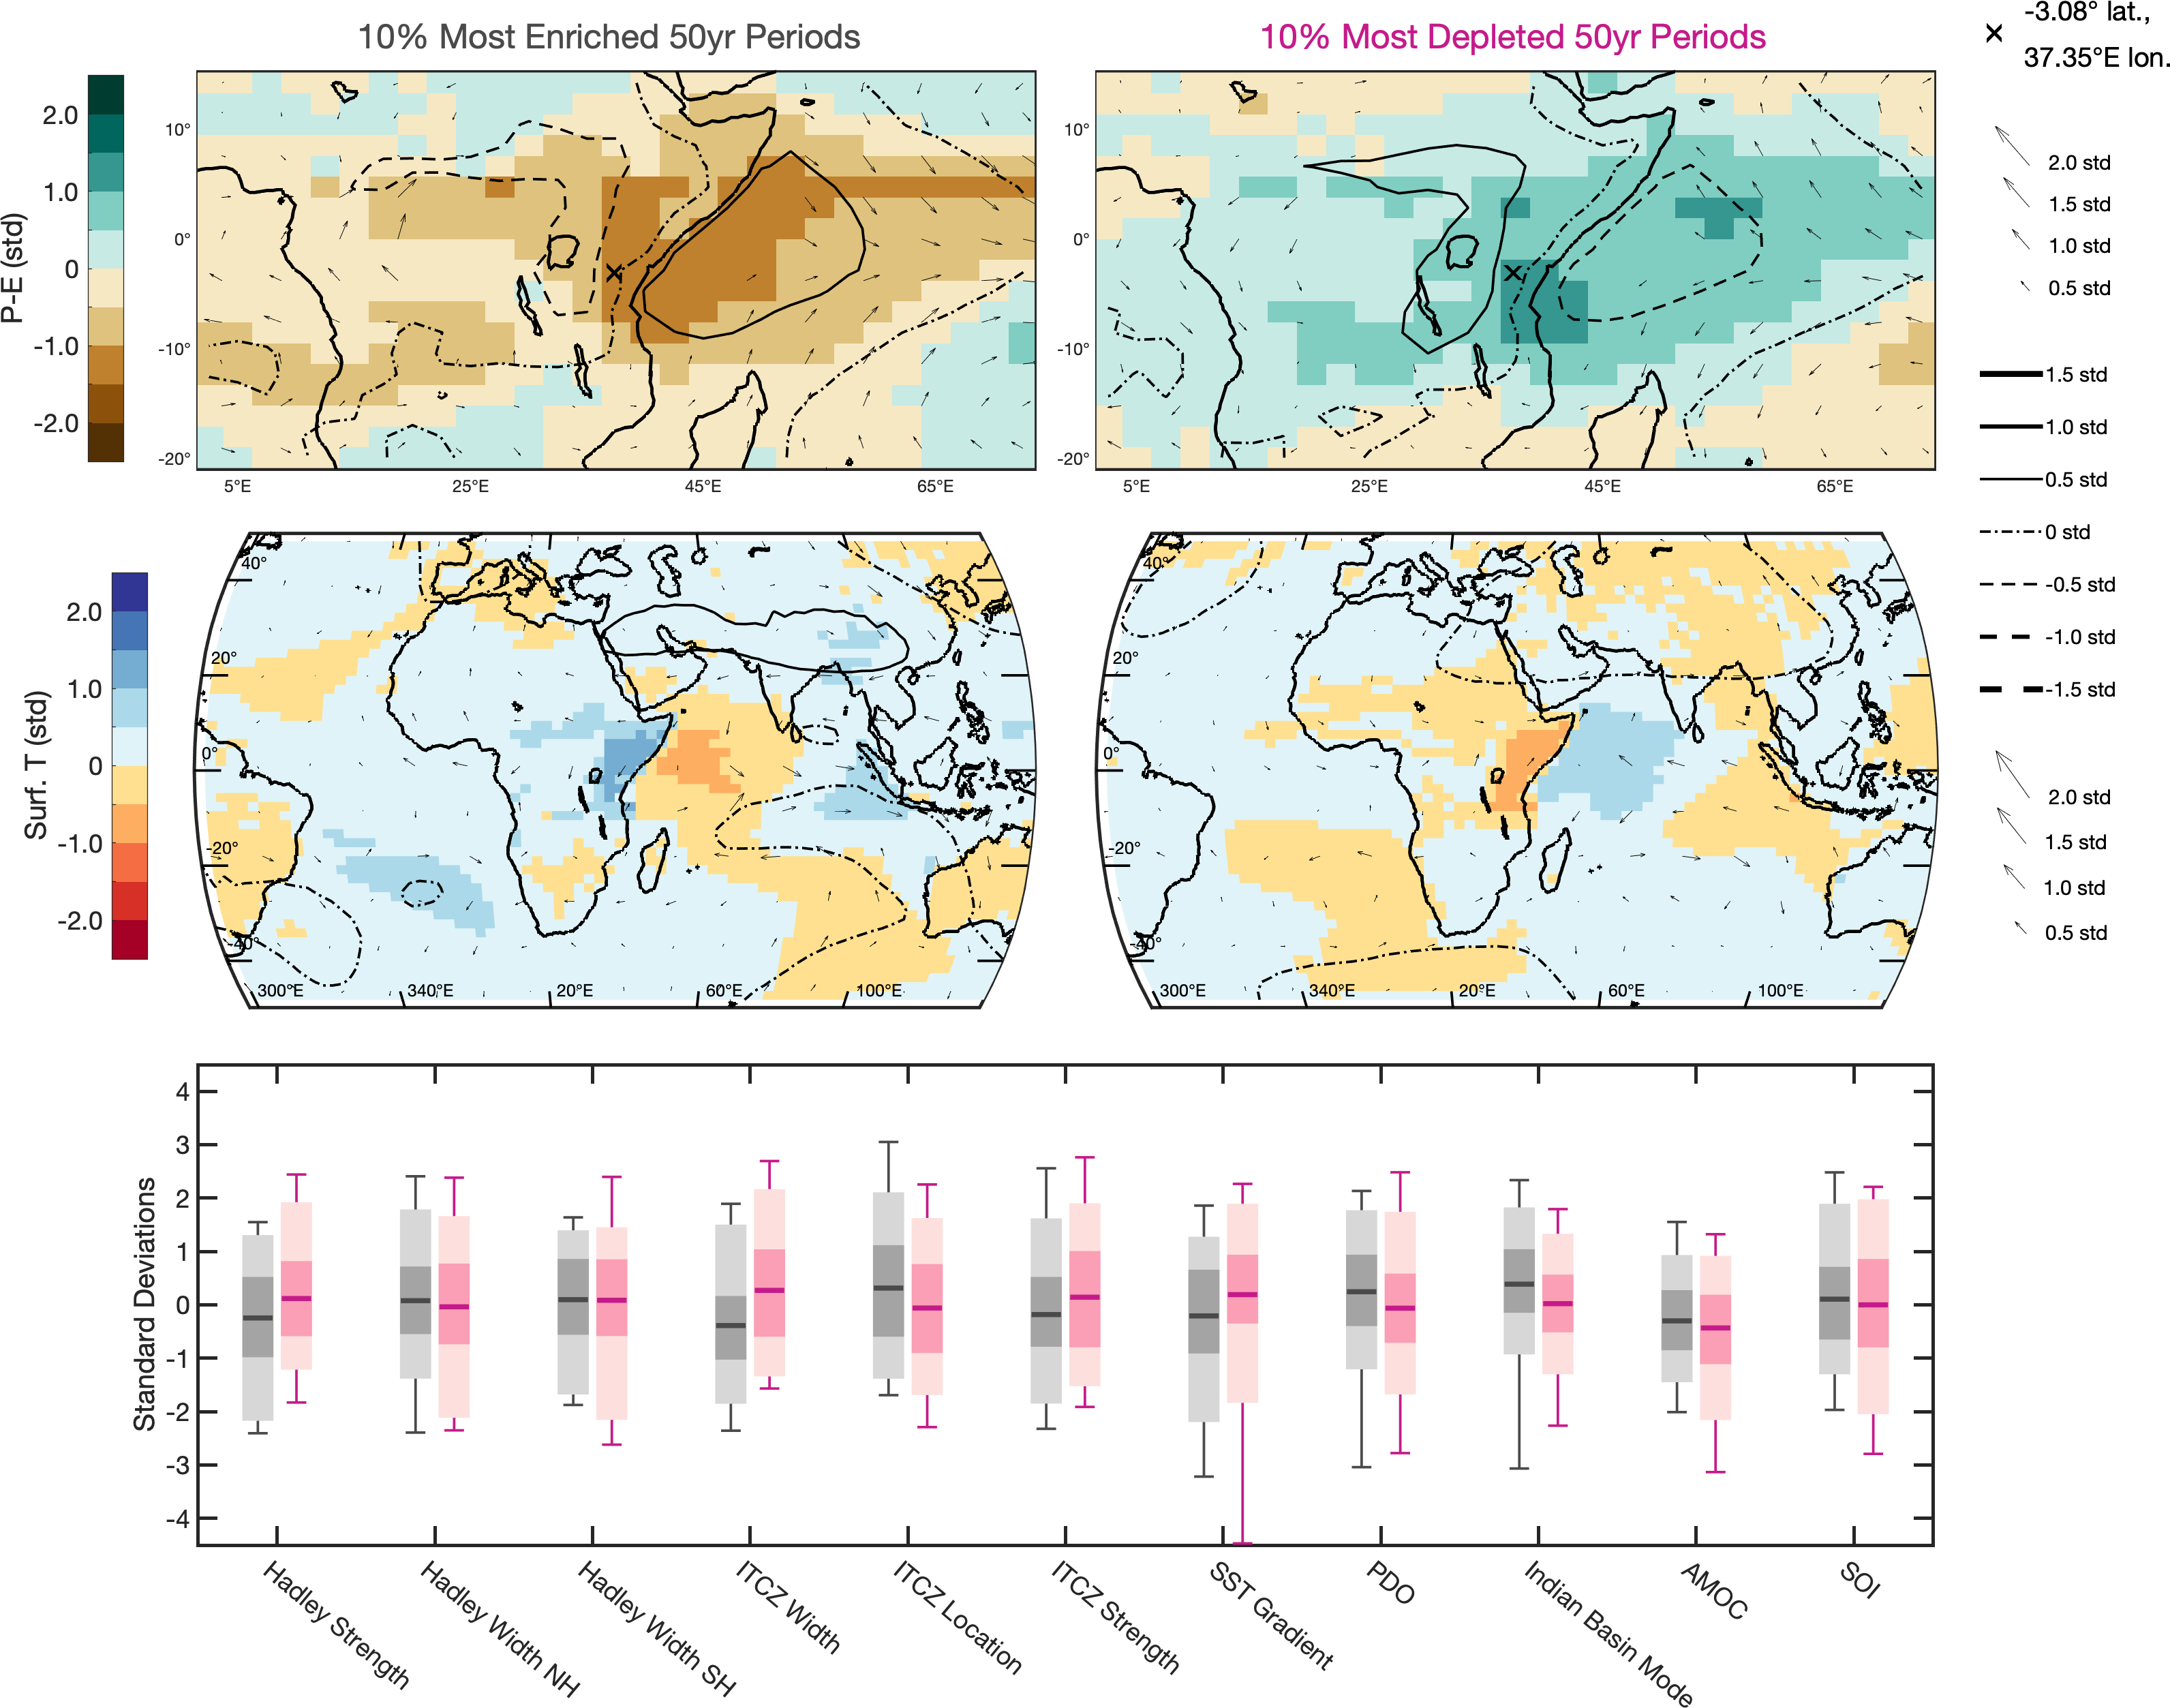 10% Most Enriched 50yr Periods
10% Most Depleted 50yr Periods
-3.08° lat.,
37.35°E lon.
P-E (std)
2.0
1.0
0
-1.0
-2.0
10°
0°
-10°
-20°
5°E
25°E
45°E
65°E
10°
0°
-10°
-20°
5°E
25°E
45°E
65°E
2.0 std
1.5 std
1.0 std
0.5 std
1.5 std
1.0 std
0.5 std
0 std
-0.5 std
-1.0 std
-1.5 std
Surf. T (std)
2.0
1.0
0
-1.0
-2.0
40°
20°
0°
-20°
-40°
300°E
340°E
20°E
60°E
100°E
40°
20°
0°
-20°
-40°
300°E
340°E
20°E
60°E
100°E
2.0 std
1.5 std
1.0 std
0.5 std
Standard Deviations
4
3
2
1
0
-1
-2
-3
-4
Hadley Strength
Hadley Width NH
Hadley Width SH
ITCZ Width
ITCZ Location
ITCZ Strength
SST Gradient
PDO
Indian Basin Mode
AMOC
SOI